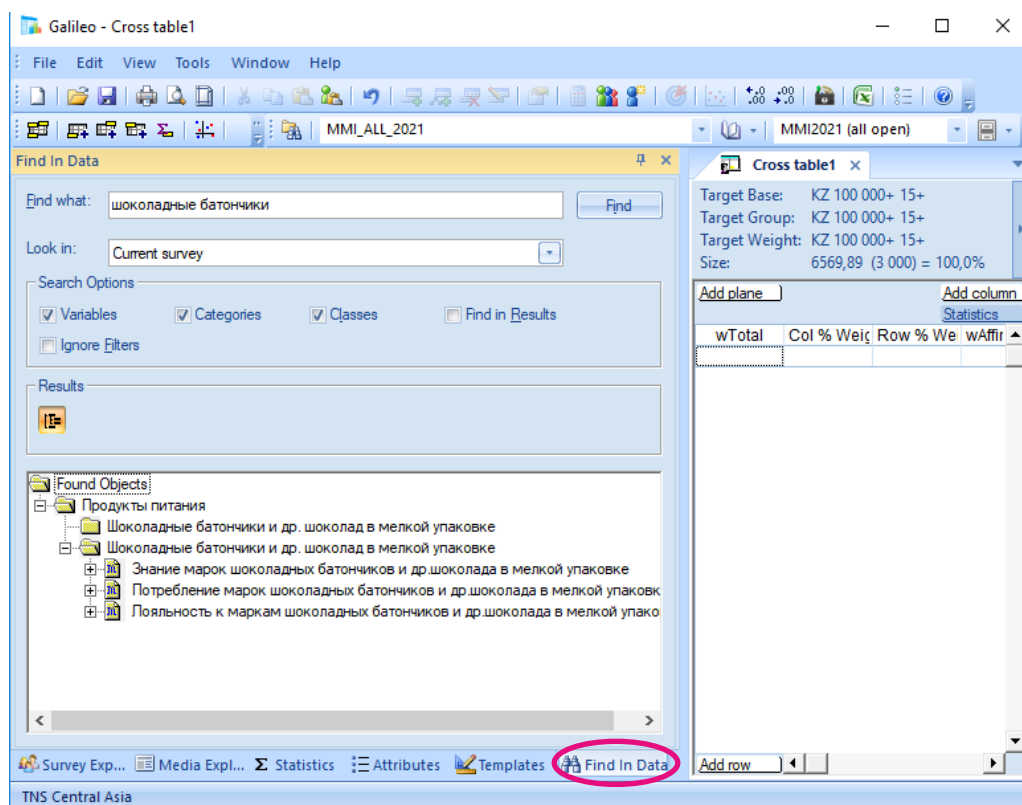 Galileo - Cross table1
File Edit View Tools Window Help
MMI_ALL_2021 MMI2021 (all open)
Find In Data
Find what: шоколадные батончики Find
Look in: Current survey
Search Options
Variables Categories Classes Find in Results
Ignore Filters
Results
Found Objects
Продукты питания
Шоколадные батончики и др. шоколад в мелкой упаковке
Шоколадные батончики и др. шоколад в мелкой упаковке
Знание марок шоколадных батончиков и др.шоколада в мелкой упаковке
Потребление марок шоколадных батончиков и др.шоколада в мелкой упаковк
Лояльность к маркам шоколадных батончиков и др.шоколада в мелкой упако
Survey Exp... Media Expl... Σ Statistics Attributes Templates Find In Data
TNS Central Asia
Cross table1
Target Base: KZ 100 000+ 15+
Target Group: KZ 100 000+ 15+
Target Weight: KZ 100 000+ 15+
Size: 6569,89 (3 000) = 100,0%
Add plane Add column
Statistics
wTotal Col % Weig Row % We wAffir
Add row